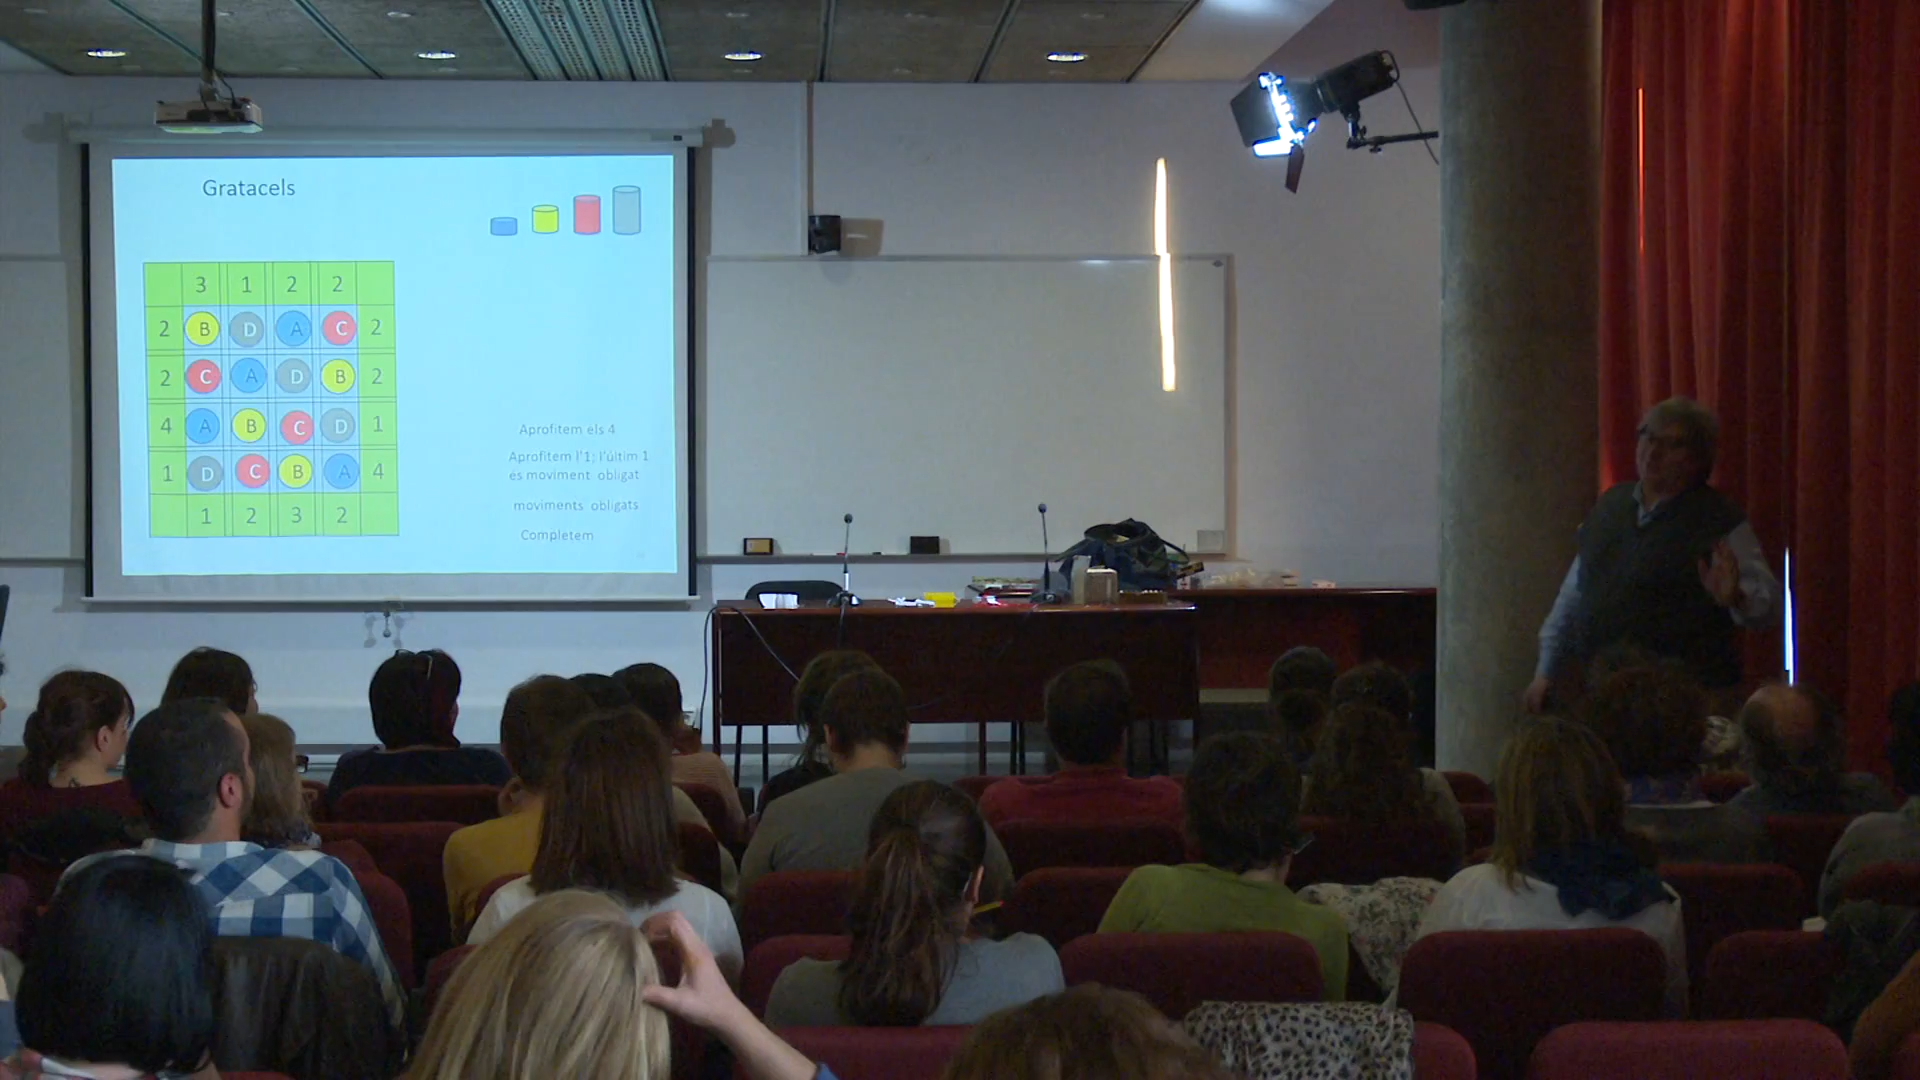 Gratacels
3 1 2 2
2 B D A C 2
2 C A D B 2
4 A B C D 1
1 D C B A 4
1 2 3 2
Aprofitem els 4
Aprofitem l'1; l'últim 1
és moviment obligat
moviments obligats
Completem